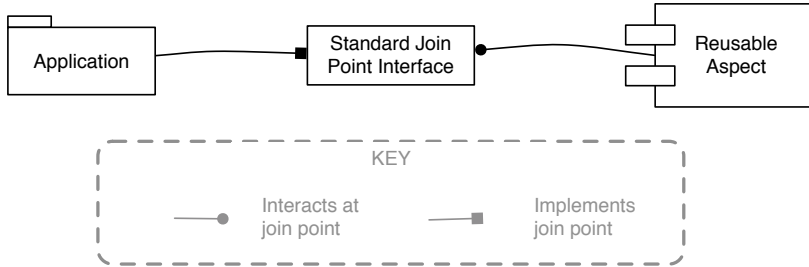 Application
Standard Join
Point Interface
Reusable
Aspect
KEY
Interacts at
join point
Implements
join point